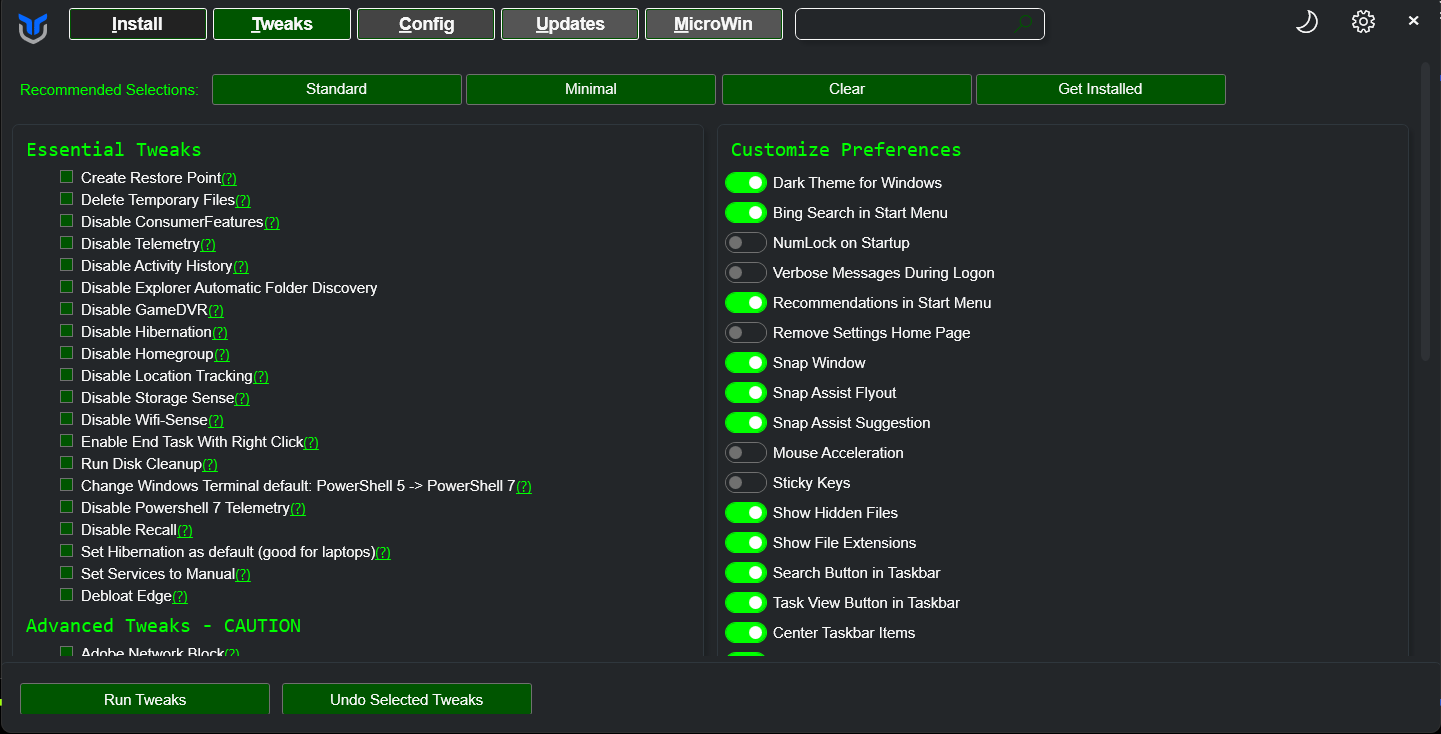 Install Tweaks Config Updates MicroWin
Recommended Selections: Standard Minimal Clear Get Installed
Essential Tweaks
Create Restore Point(?)
Delete Temporary Files(?)
Disable ConsumerFeatures(?)
Disable Telemetry(?)
Disable Activity History(?)
Disable Explorer Automatic Folder Discovery
Disable GameDVR(?)
Disable Hibernation(?)
Disable Homegroup(?)
Disable Location Tracking(?)
Disable Storage Sense(?)
Disable Wifi-Sense(?)
Enable End Task With Right Click(?)
Run Disk Cleanup(?)
Change Windows Terminal default: PowerShell 5 -> PowerShell 7(?)
Disable Powershell 7 Telemetry(?)
Disable Recall(?)
Set Hibernation as default (good for laptops)(?)
Set Services to Manual(?)
Debloat Edge(?)
Advanced Tweaks - CAUTION
Adobe Network Block(?)
Customize Preferences
Dark Theme for Windows
Bing Search in Start Menu
NumLock on Startup
Verbose Messages During Logon
Recommendations in Start Menu
Remove Settings Home Page
Snap Window
Snap Assist Flyout
Snap Assist Suggestion
Mouse Acceleration
Sticky Keys
Show Hidden Files
Show File Extensions
Search Button in Taskbar
Task View Button in Taskbar
Center Taskbar Items
Run Tweaks Undo Selected Tweaks